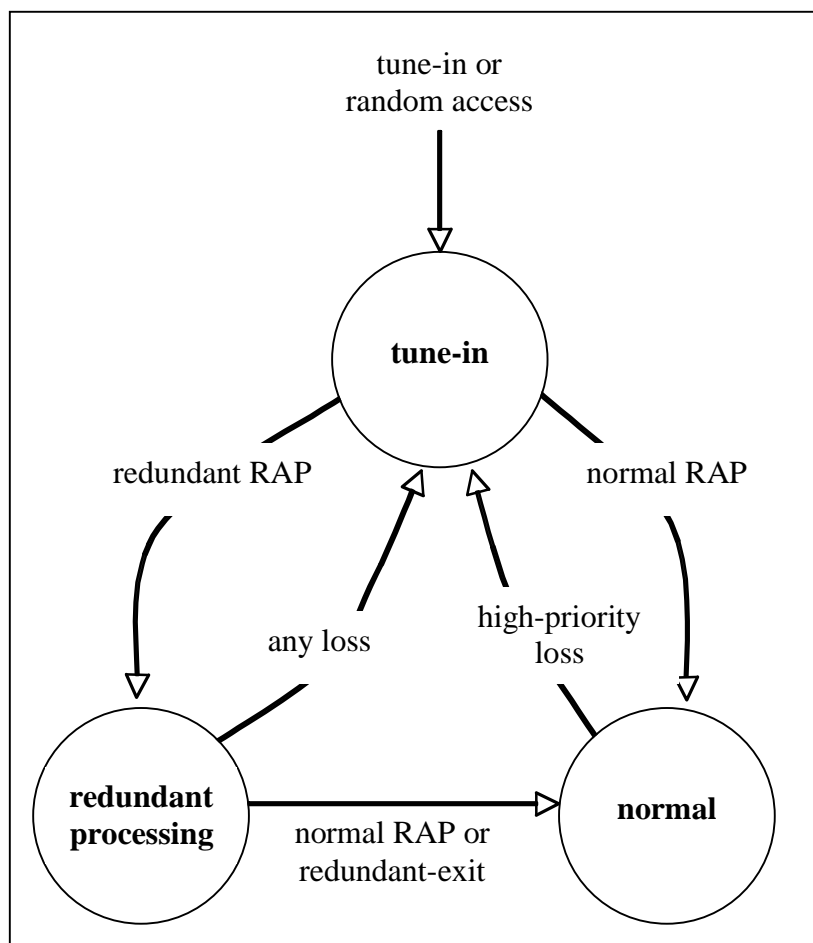 tune-in or
random access
tune-in
redundant RAP
normal RAP
any loss
high-priority
loss
redundant
processing
normal RAP or
redundant-exit
normal